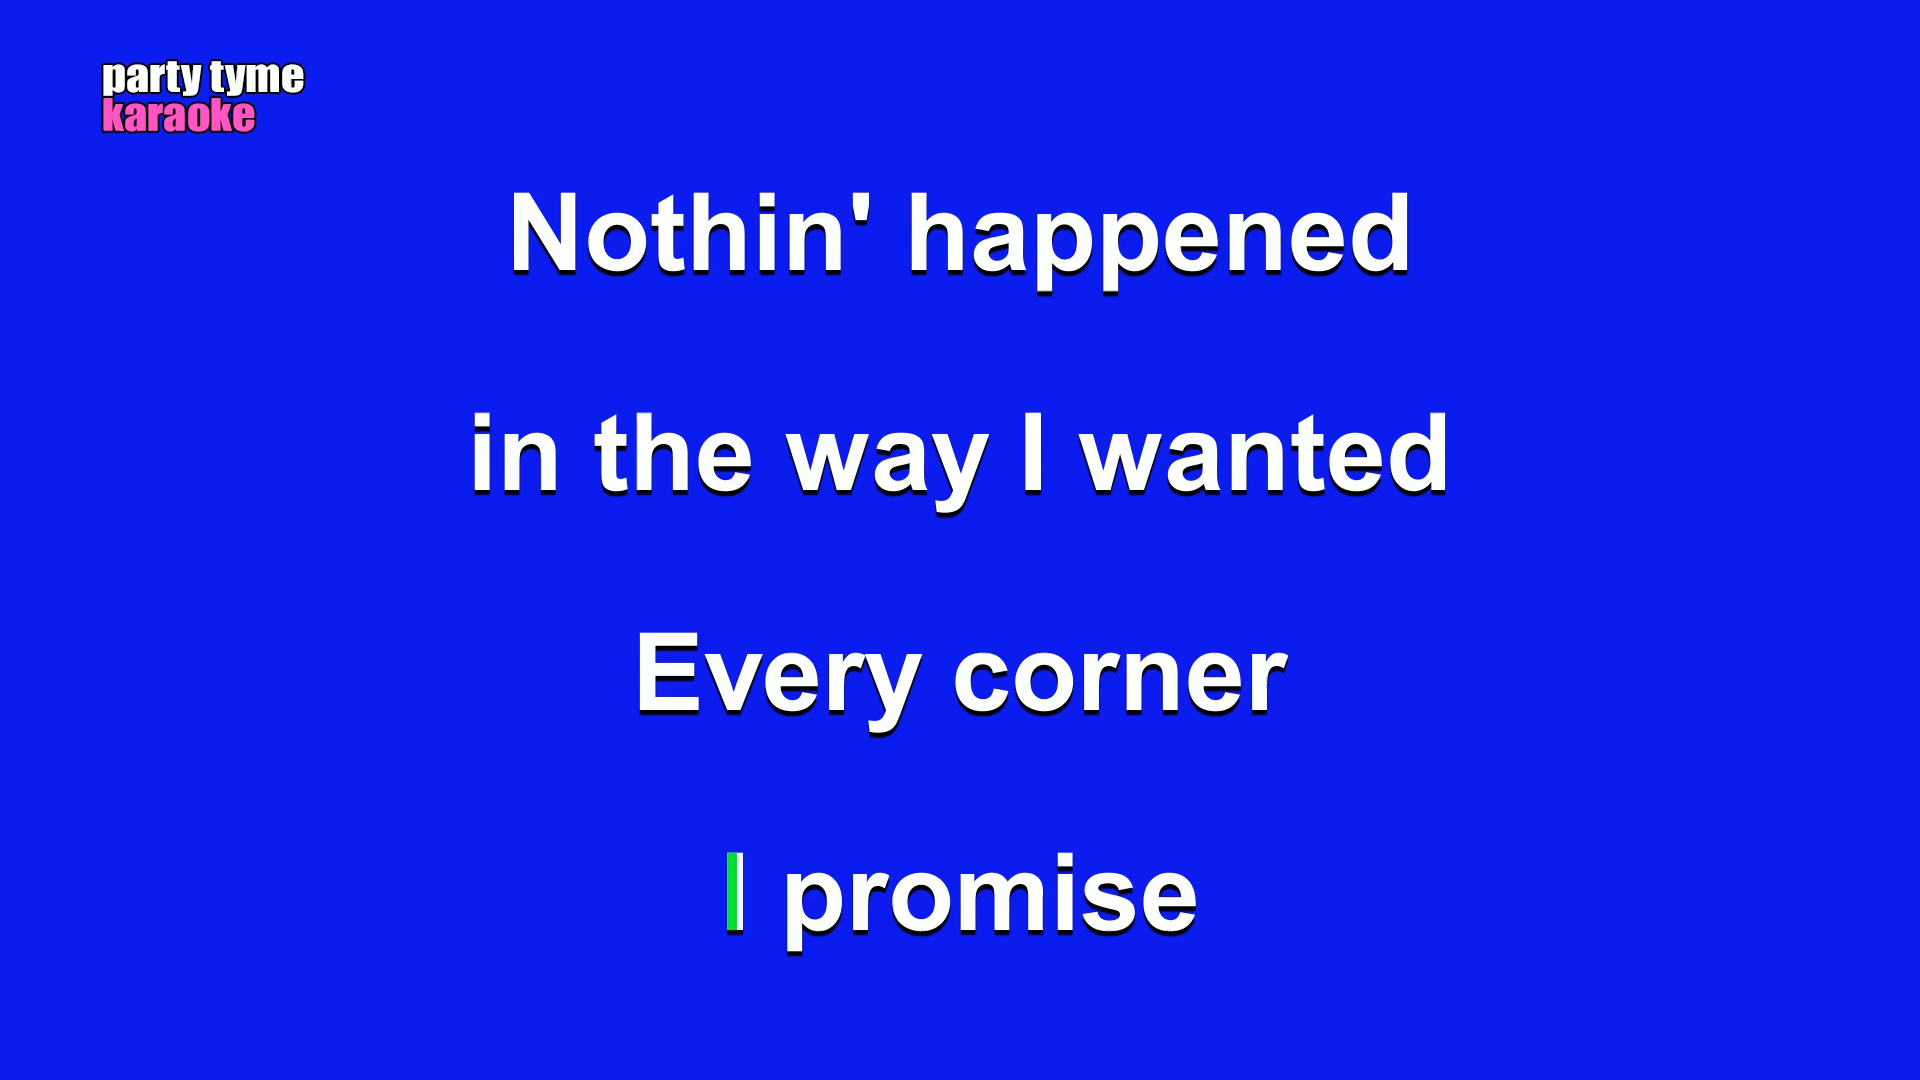 party tyme
karaoke
Nothin' happened
in the way I wanted
Every corner
I promise